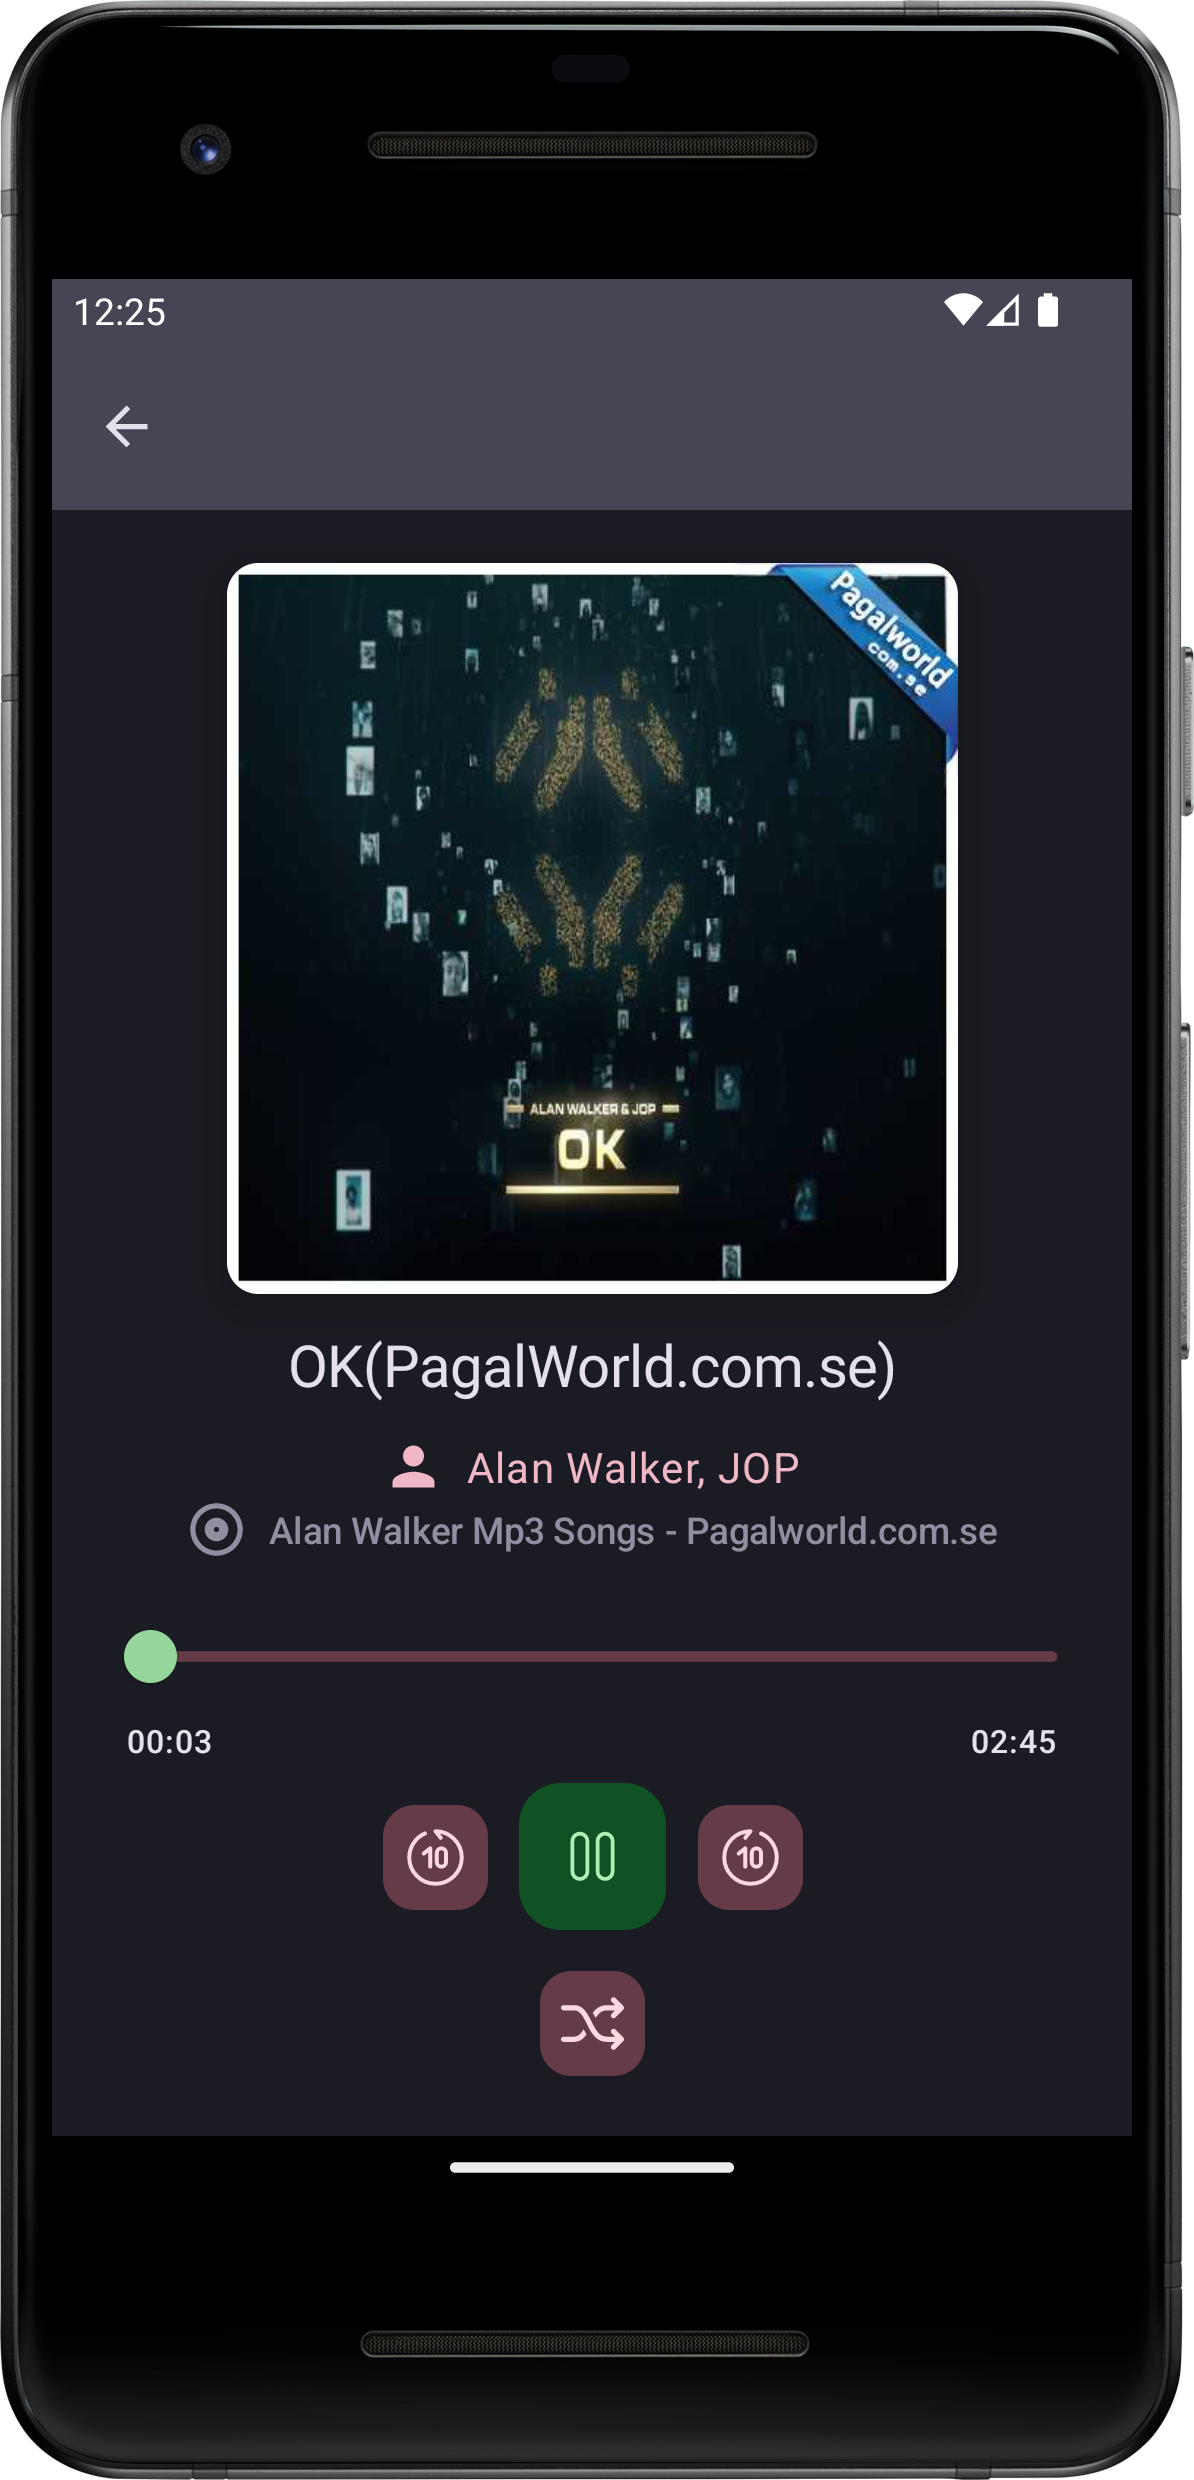 12:25
Pagalworld
com.se
ALAN WALKER & JOP
OK
OK(PagalWorld.com.se)
Alan Walker, JOP
Alan Walker Mp3 Songs - Pagalworld.com.se
00:03
02:45
10
10